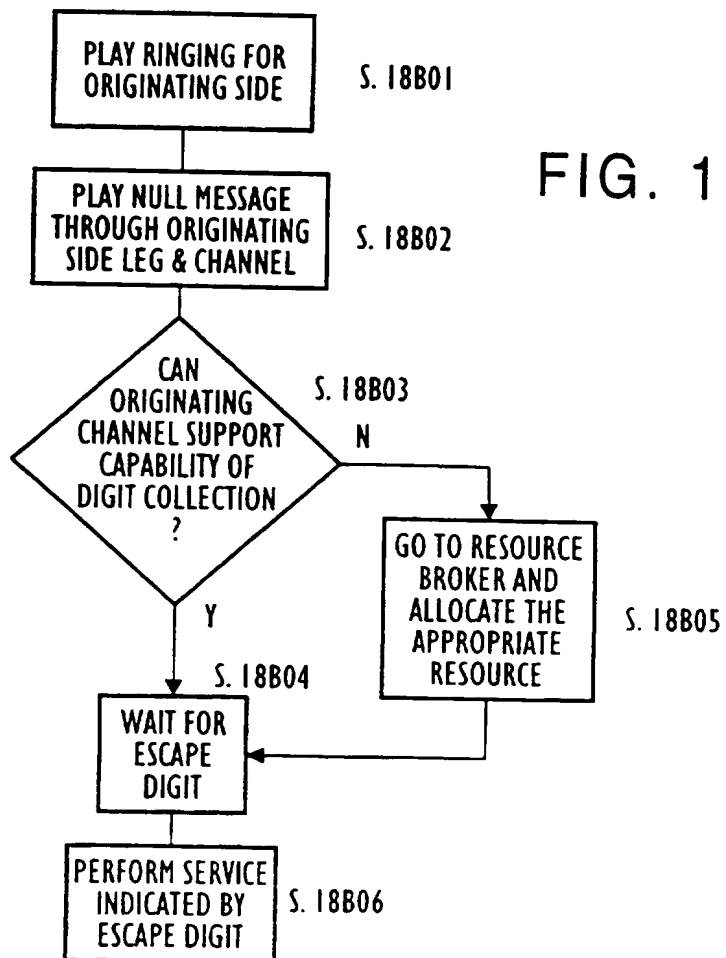 PLAY RINGING FOR
ORIGINATING SIDE
S. 18B01
FIG. 1
PLAY NULL MESSAGE
THROUGH ORIGINATING
SIDE LEG & CHANNEL
S. 18B02
CAN
ORIGINATING
CHANNEL SUPPORT
CAPABILITY OF
DIGIT COLLECTION
?
S. 18B03
N
GO TO RESOURCE
BROKER AND
ALLOCATE THE
APPROPRIATE
RESOURCE
S. 18B05
Y
S. 18B04
WAIT FOR
ESCAPE
DIGIT
PERFORM SERVICE
INDICATED BY
ESCAPE DIGIT
S. 18B06